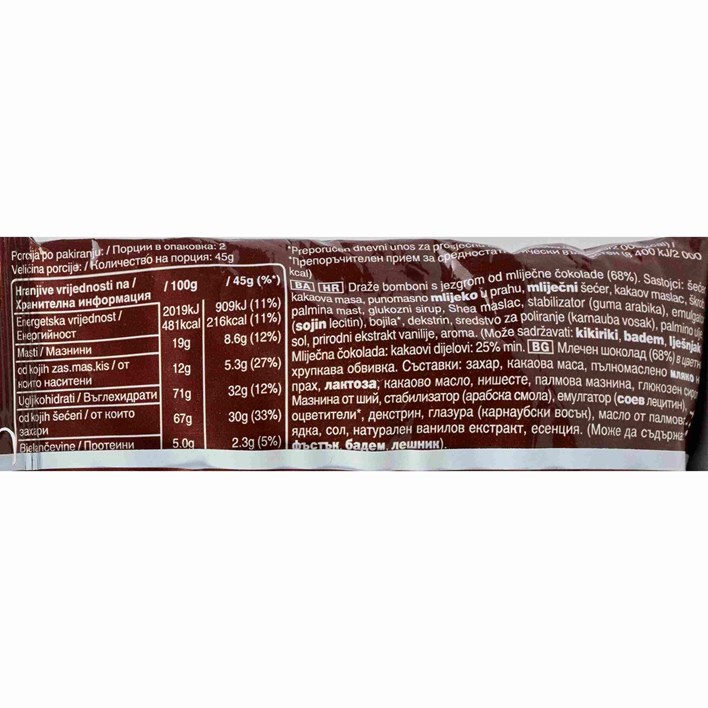 Porcija po pakiranju: / Порции в опаковка: 2
Veličina porcije: / Количество на порция: 45g
Hranjive vrijednosti na / Хранителна информация /100g / 45g (%*)
Energetska vrijednost / Енергийност 2019kJ 481kcal 909kJ (11%) 216kcal (11%)
Masti / Мазнини 19g 8.6g (12%)
od kojih zas.mas.kis / от които наситени 12g 5.3g (27%)
Ugljikohidrati / Въглехидрати 71g 32g (12%)
od kojih šećeri / от които захари 67g 30g (33%)
Bjelančevine / Протеини 5.0g 2.3g (5%)
*Preporučen dnevni unos za
*Препоръчителен прием за 8 400 kJ/2 000
kcal)
BA HR Draže bomboni s jezgrom od mliječne čokolade (68%). Sastojci:
kakaova masa, punomasno mlijeko u prahu, mliječni šećer, kakaov maslac,
palmina mast, glukozni sirup, Shea maslac, stabilizator (guma arabika),
(sojin lecitin), bojila*, dekstrin, sredstvo za poliranje (karnauba vosak), palmino
sol, prirodni ekstrakt vanilije, aroma. (Može sadržavati: kikiriki, badem, lješnjak
Mliječna čokolada: kakaovi dijelovi: 25% min. BG Млечен шоколад (68%) в
хрупкава обвивка. Съставки: захар, какаова маса, пълномаслено мляко
прах, лактоза, какаово масло, нишесте, палмова мазнина, глюкозен
Мазнина от ший, стабилизатор (арабска смола), емулгатор (соев лецитин),
оцветители*, декстрин, глазура (карнаубски восък), масло от палмово
ядка, сол, натурален ванилов екстракт, есенция. (Може да съдържа
фъстък, бадем, лешник).